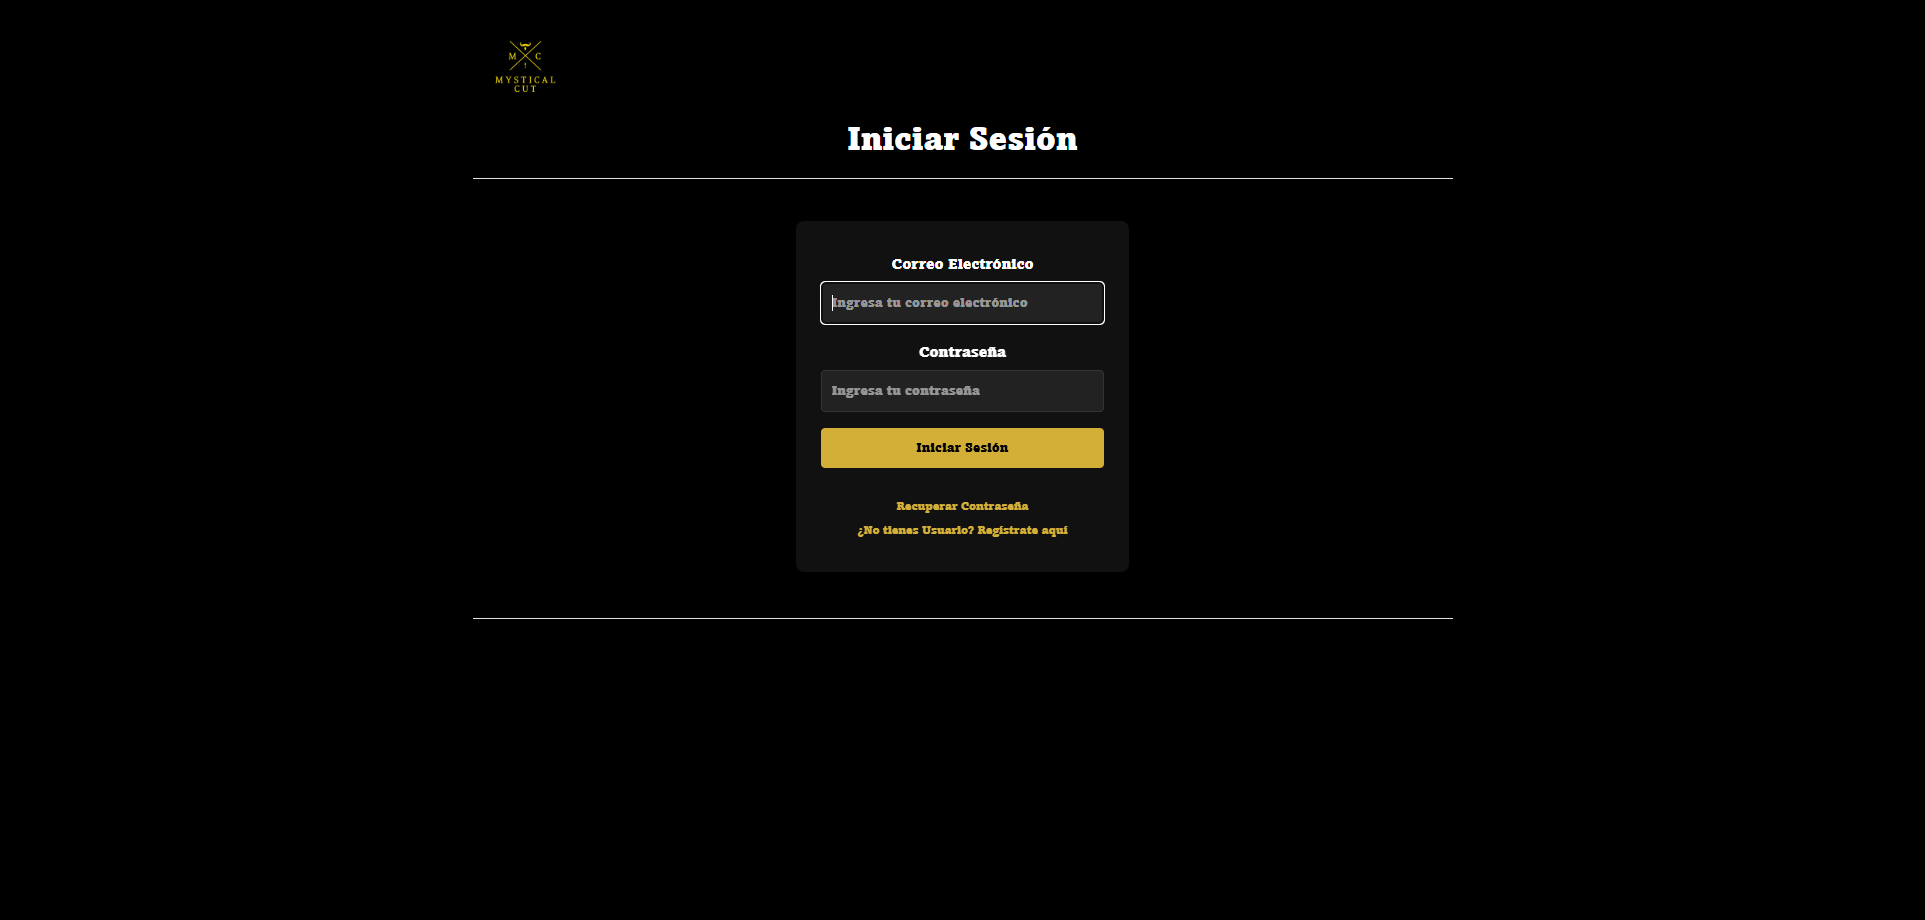 M C
MYSTICAL
CUT
Iniciar Sesión
Correo Electrónico
Ingresa tu correo electrónico
Contraseña
Ingresa tu contraseña
Iniciar Sesión
Recuperar Contraseña
¿No tienes Usuario? Regístrate aquí